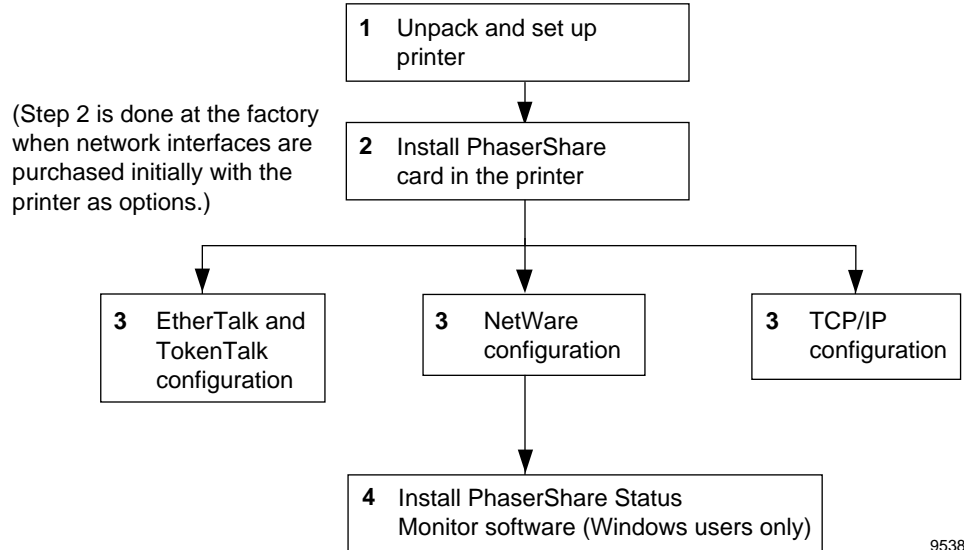 1 Unpack and set up
printer
(Step 2 is done at the factory
when network interfaces are
purchased initially with the
printer as options.)
2 Install PhaserShare
card in the printer
3 EtherTalk and
TokenTalk
configuration
3 NetWare
configuration
3 TCP/IP
configuration
4 Install PhaserShare Status
Monitor software (Windows users only)
9538